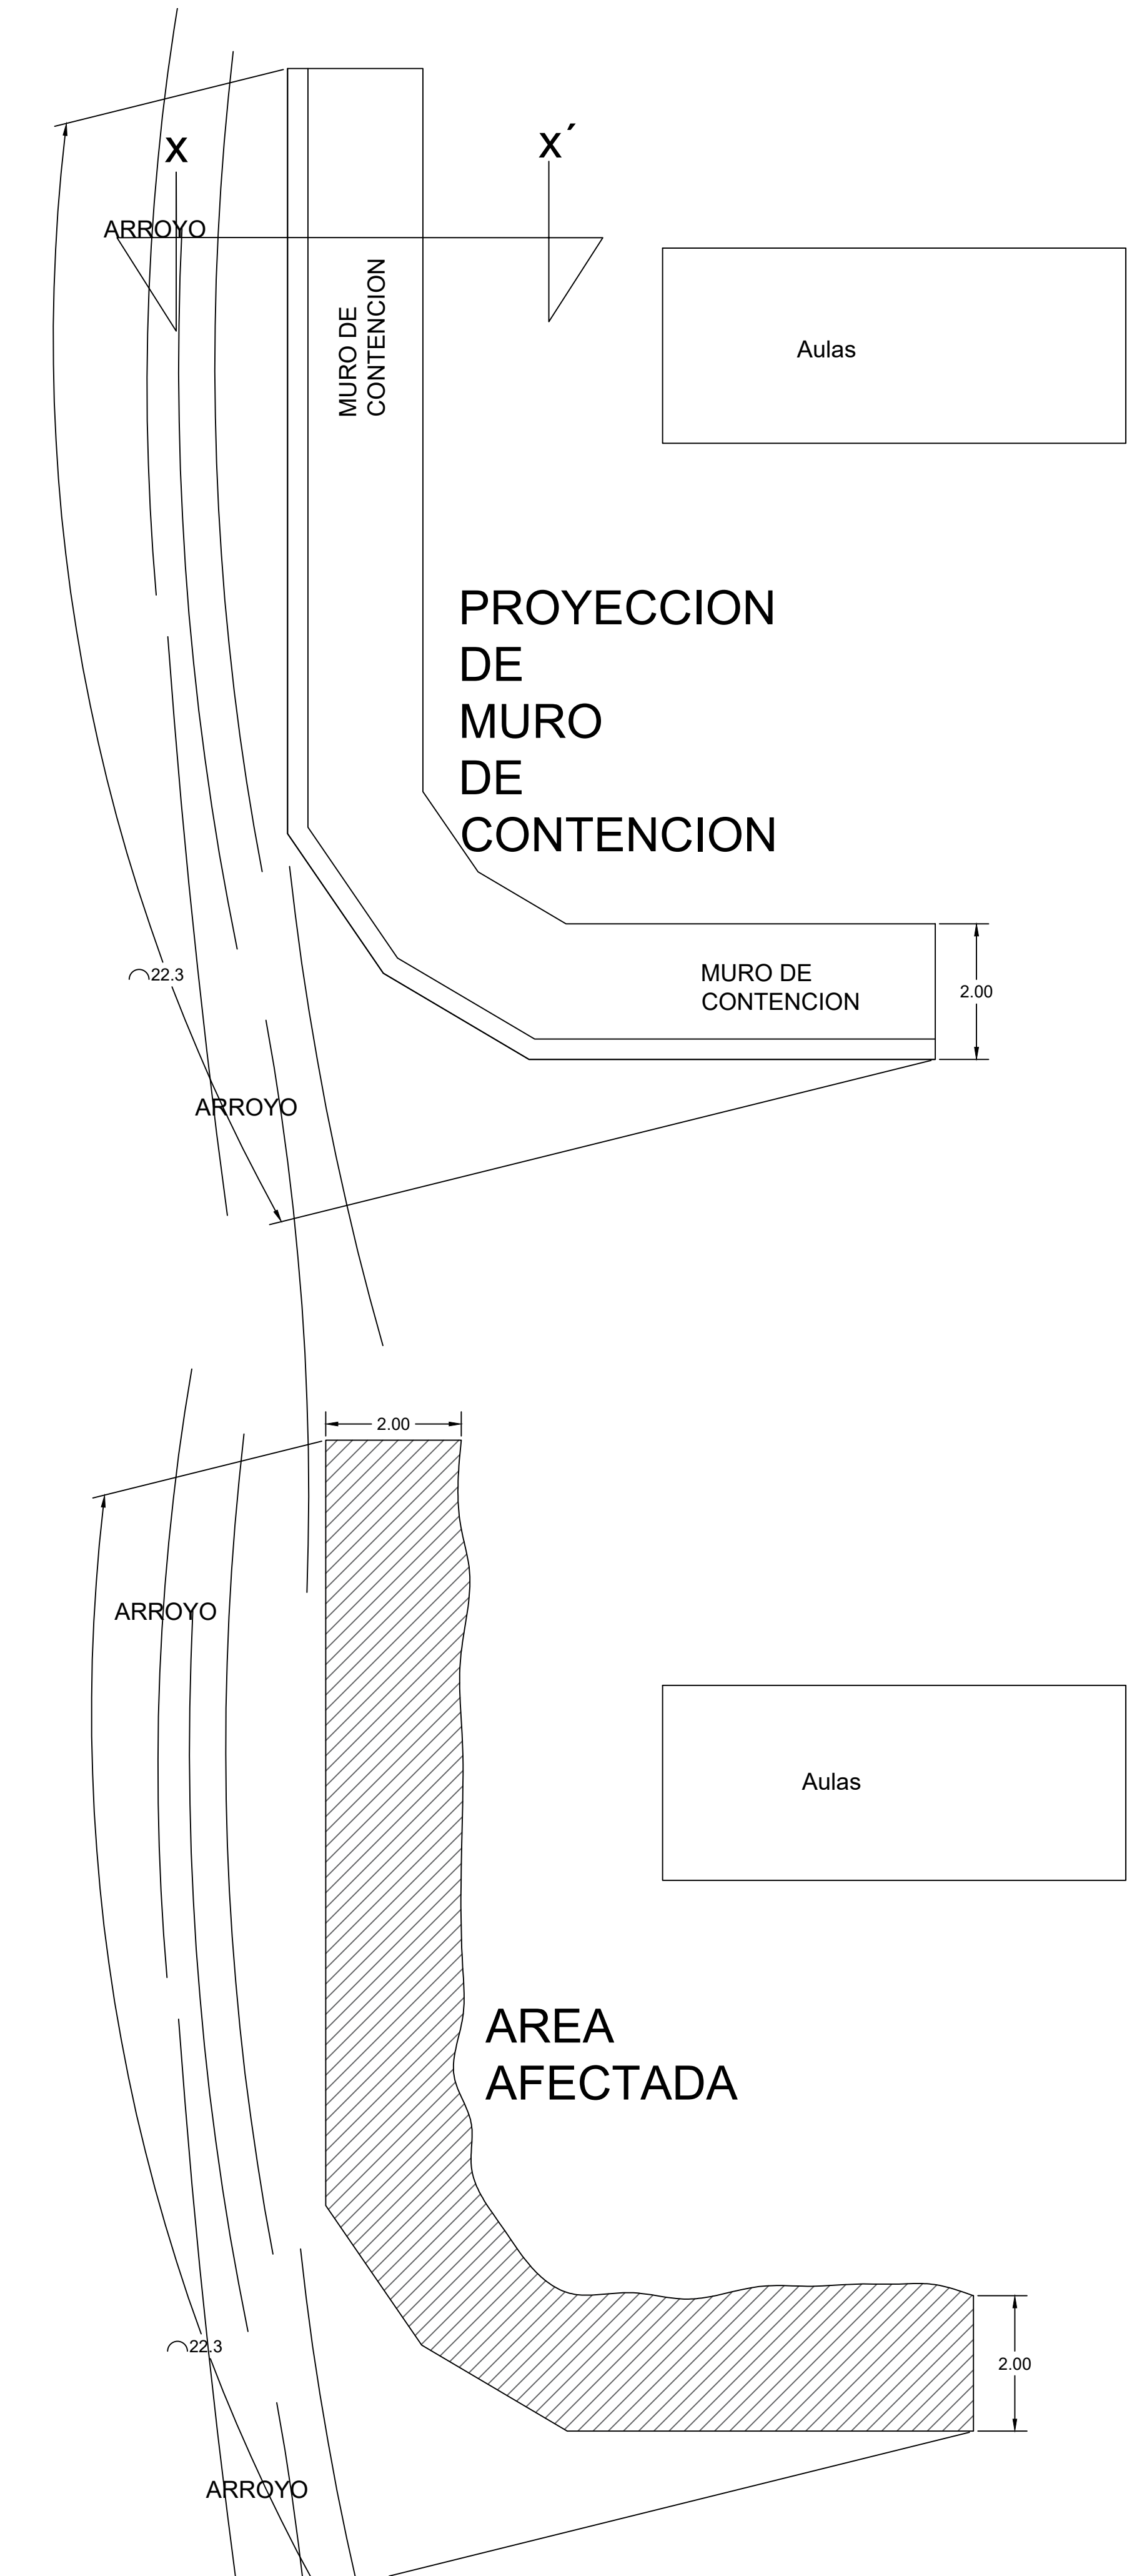 X
X´
ARROYO
MURO DE
CONTENCION
Aulas
PROYECCION
DE
MURO
DE
CONTENCION
MURO DE
CONTENCION
2.00
22.3
ARROYO
2.00
ARROYO
Aulas
AREA
AFECTADA
22.3
2.00
ARROYO